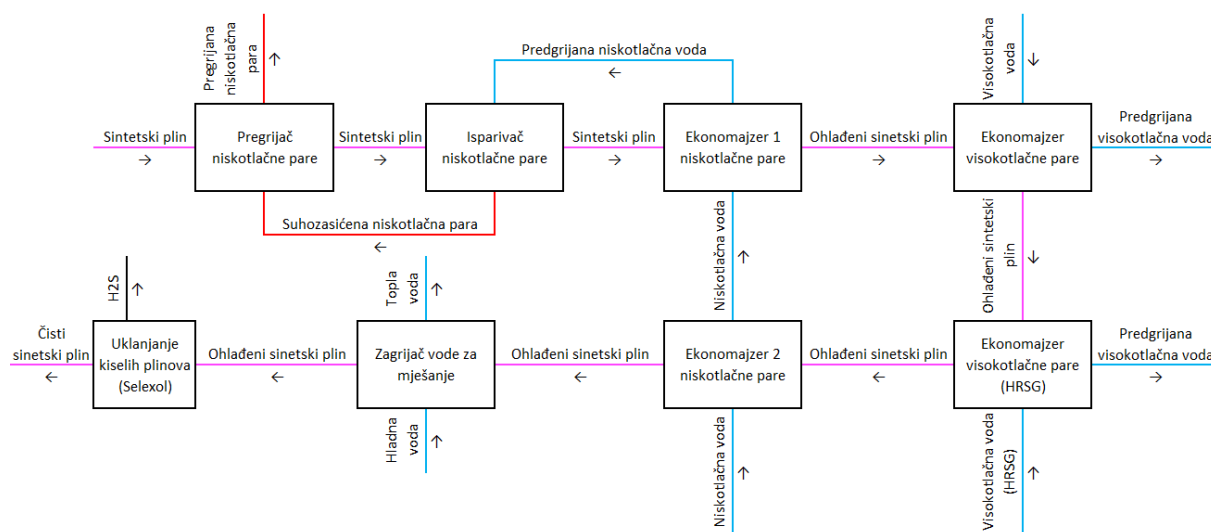 Pregrijana
niskotlačna
para
Predgrijana niskotlačna voda
Visokotlačna
voda
Sintetski plin
Pregrijač
niskotlačne pare
Sintetski plin
Isparivač
niskotlačne pare
Sintetski plin
Ekonomajzer 1
niskotlačne pare
Ohlađeni sinetski plin
Ekonomajzer
visokotlačne pare
Predgrijana
visokotlačna voda
Suhozasićena niskotlačna para
H2S
Topla
voda
Niskotlačna voda
Ohlađeni sintetski
plin
Čisti
sinetski plin
Uklanjanje
kiselih plinova
(Selexol)
Ohlađeni sinetski plin
Zagrijač vode za
mješanje
Ohlađeni sinetski plin
Ekonomajzer 2
niskotlačne pare
Ohlađeni sinetski plin
Ekonomajzer
visokotlačne pare
(HRSG)
Predgrijana
visokotlačna voda
Hladna
voda
Niskotlačna voda
Visokotlačna voda
(HRSG)